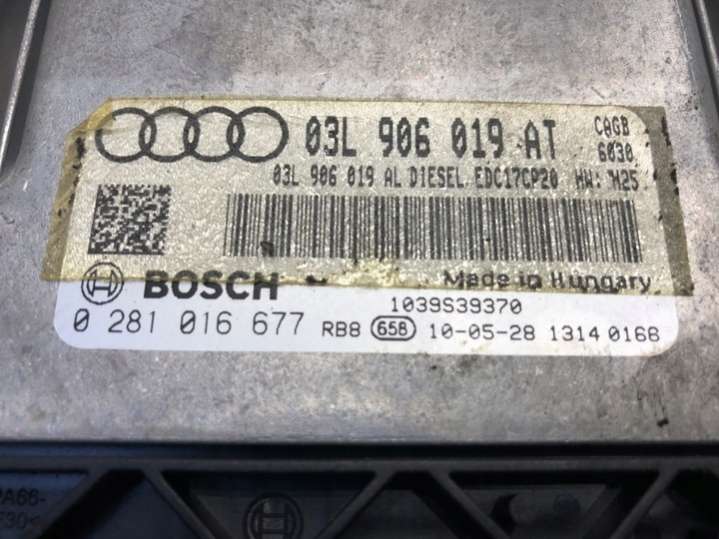 03L 906 019 AT CAGB
6030
03L 906 019 AL DIESEL EDC17CP20 HW: H25
BOSCH Made in Hungary
1039S39370
0 281 016 677 RB8 658 10-05-28 1314 0168
PA66-